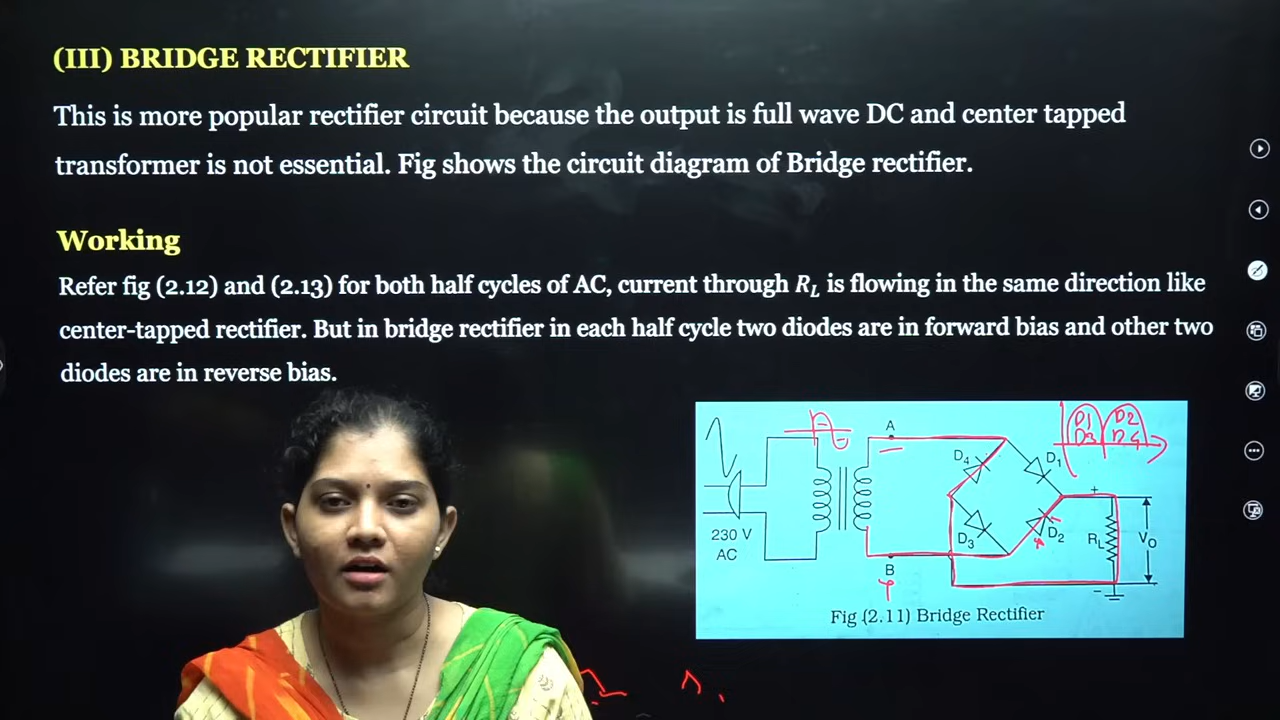 (III) BRIDGE RECTIFIER
This is more popular rectifier circuit because the output is full wave DC and center tapped
transformer is not essential. Fig shows the circuit diagram of Bridge rectifier.
Working
Refer fig (2.12) and (2.13) for both half cycles of AC, current through R_L is flowing in the same direction like
center-tapped rectifier. But in bridge rectifier in each half cycle two diodes are in forward bias and other two
diodes are in reverse bias.
D1 D2
D3 D4
A
D4 D1
+
230 V
AC
D3 D2 R_L V_O
B
-
Fig (2.11) Bridge Rectifier